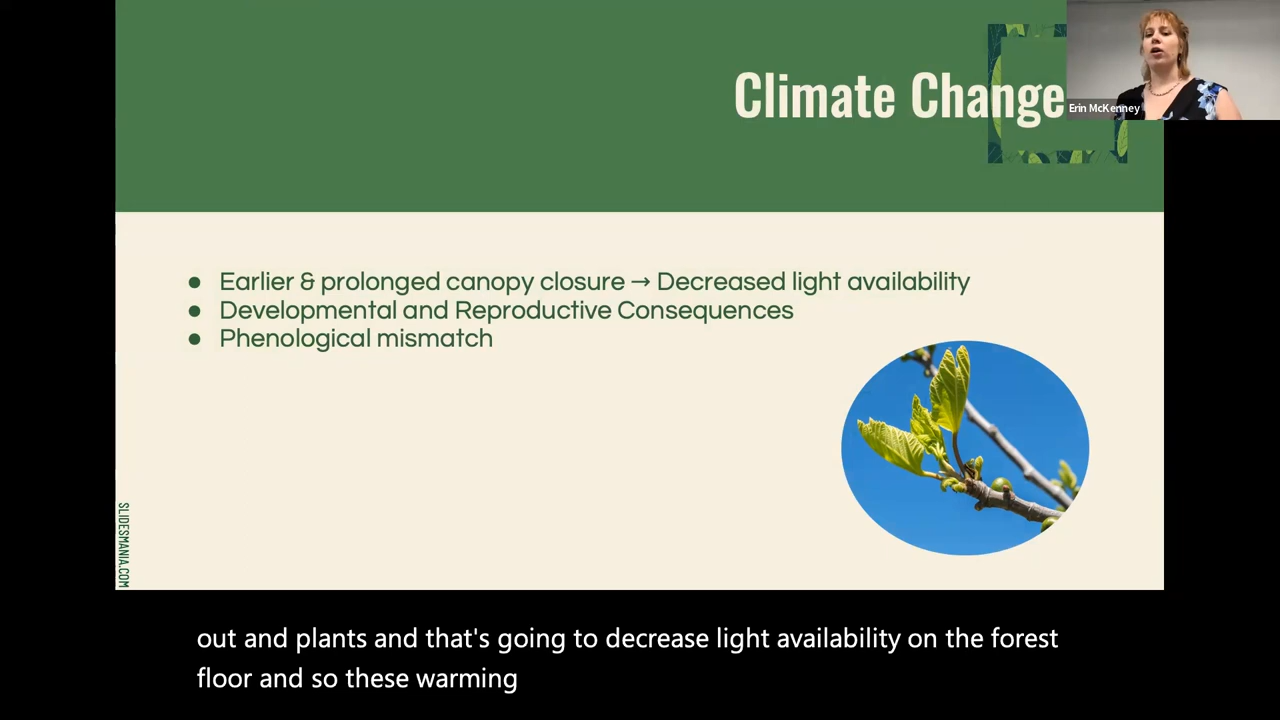 Climate Change
Erin McKenney
● Earlier & prolonged canopy closure → Decreased light availability
● Developmental and Reproductive Consequences
● Phenological mismatch
SLIDESMANIA.COM
out and plants and that's going to decrease light availability on the forest
floor and so these warming